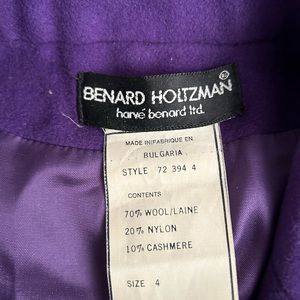 BENARD HOLTZMAN®
harvé benard ltd.
MADE IN/FABRIQUE EN
BULGARIA
STYLE 72 394 4
CONTENTS
70% WOOL/LAINE
20% NYLON
10% CASHMERE
SIZE 4